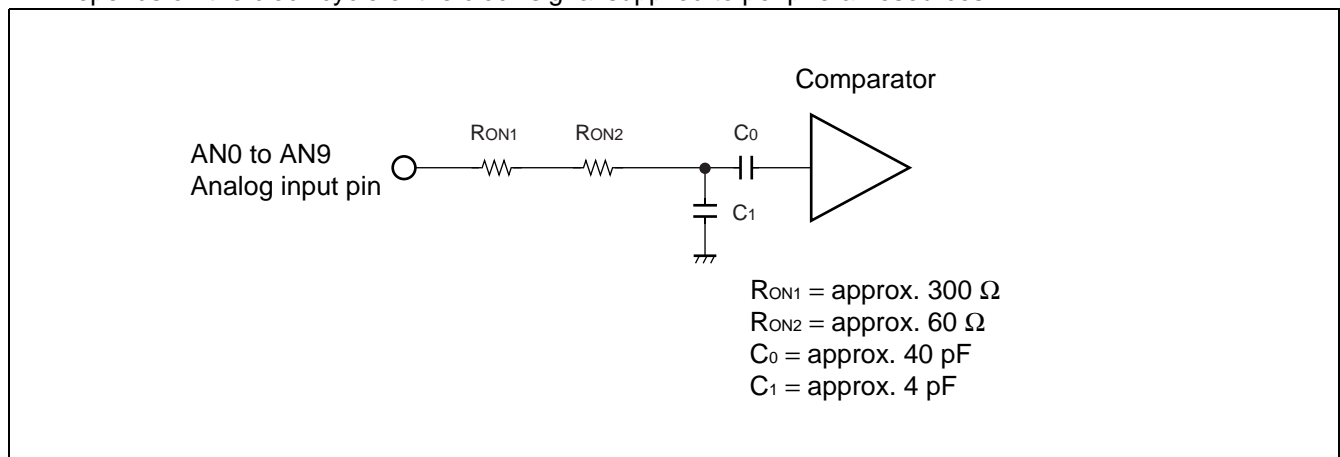 Comparator
RON1 RON2 C0
AN0 to AN9
Analog input pin
C1
RON1 = approx. 300 Ω
RON2 = approx. 60 Ω
C0 = approx. 40 pF
C1 = approx. 4 pF